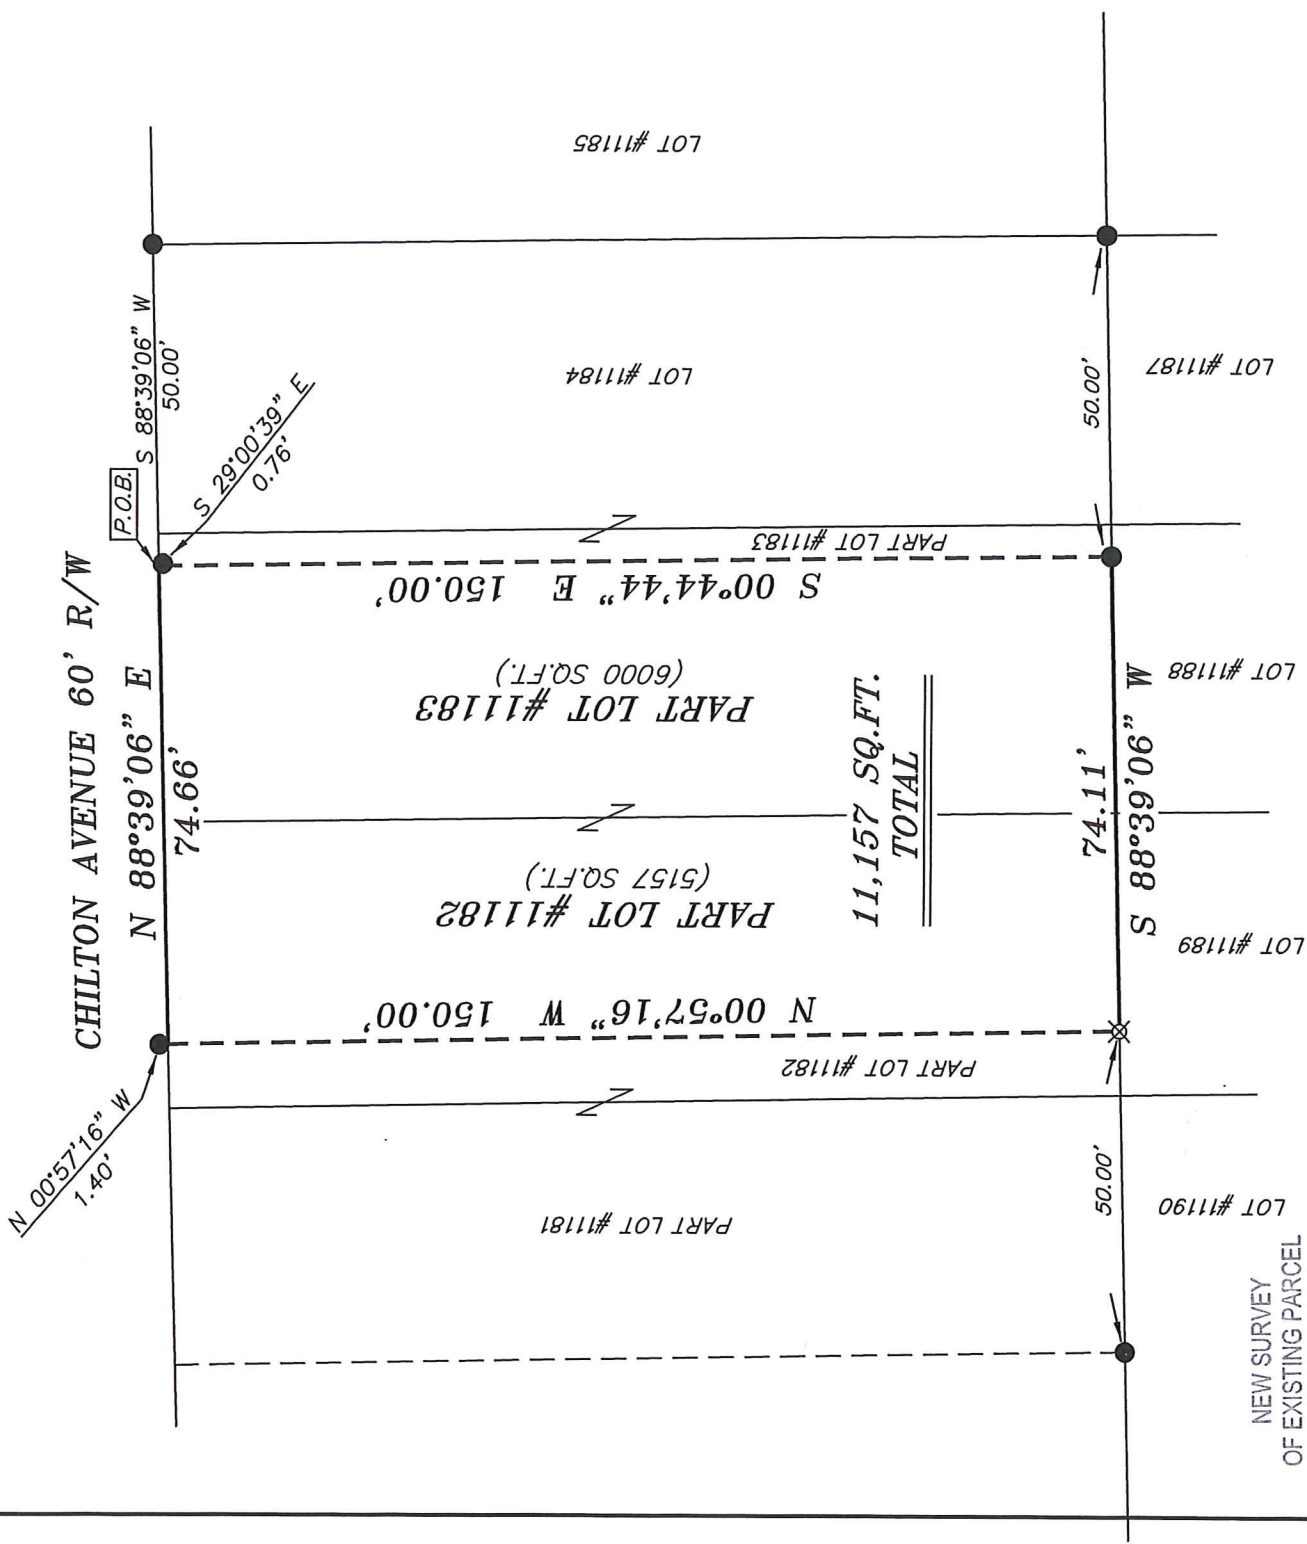 CHILTON AVENUE 60' R/W
N 88°39'06" E
74.66'
P.O.B.
S 88°39'06" W
50.00'
S 29°00'39" E
0.76'
N 00°57'16" W
1.40'
LOT #11185
LOT #11184
PART LOT #11183
S 00°44'44" E 150.00'
PART LOT #11183
(6000 SQ.FT.)
PART LOT #11182
(5157 SQ.FT.)
11,157 SQ.FT.
TOTAL
N 00°57'16" W 150.00'
PART LOT #11182
PART LOT #11181
50.00'
74.11'
S 88°39'06" W
50.00'
LOT #11187
LOT #11188
LOT #11189
LOT #11190
NEW SURVEY
OF EXISTING PARCEL